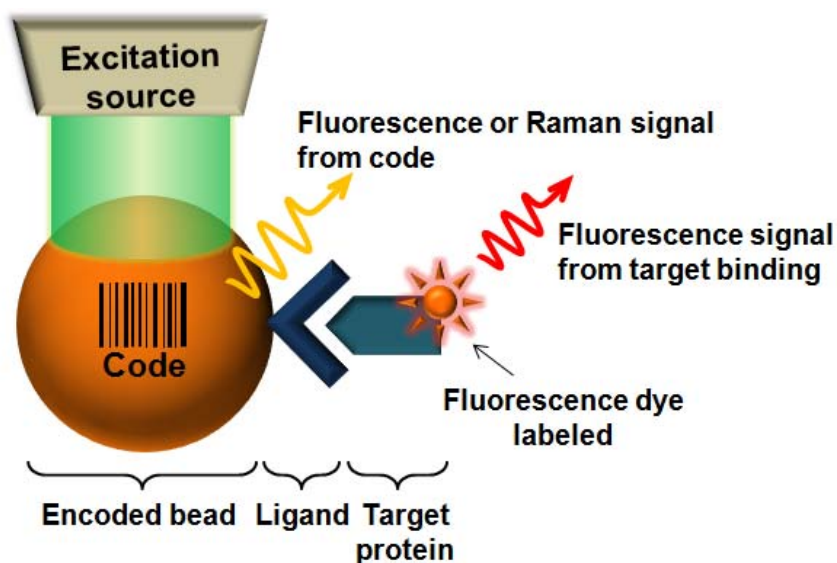 Excitation
source
Fluorescence or Raman signal
from code
Fluorescence signal
from target binding
Code
Fluorescence dye
labeled
Encoded bead
Ligand
Target
protein